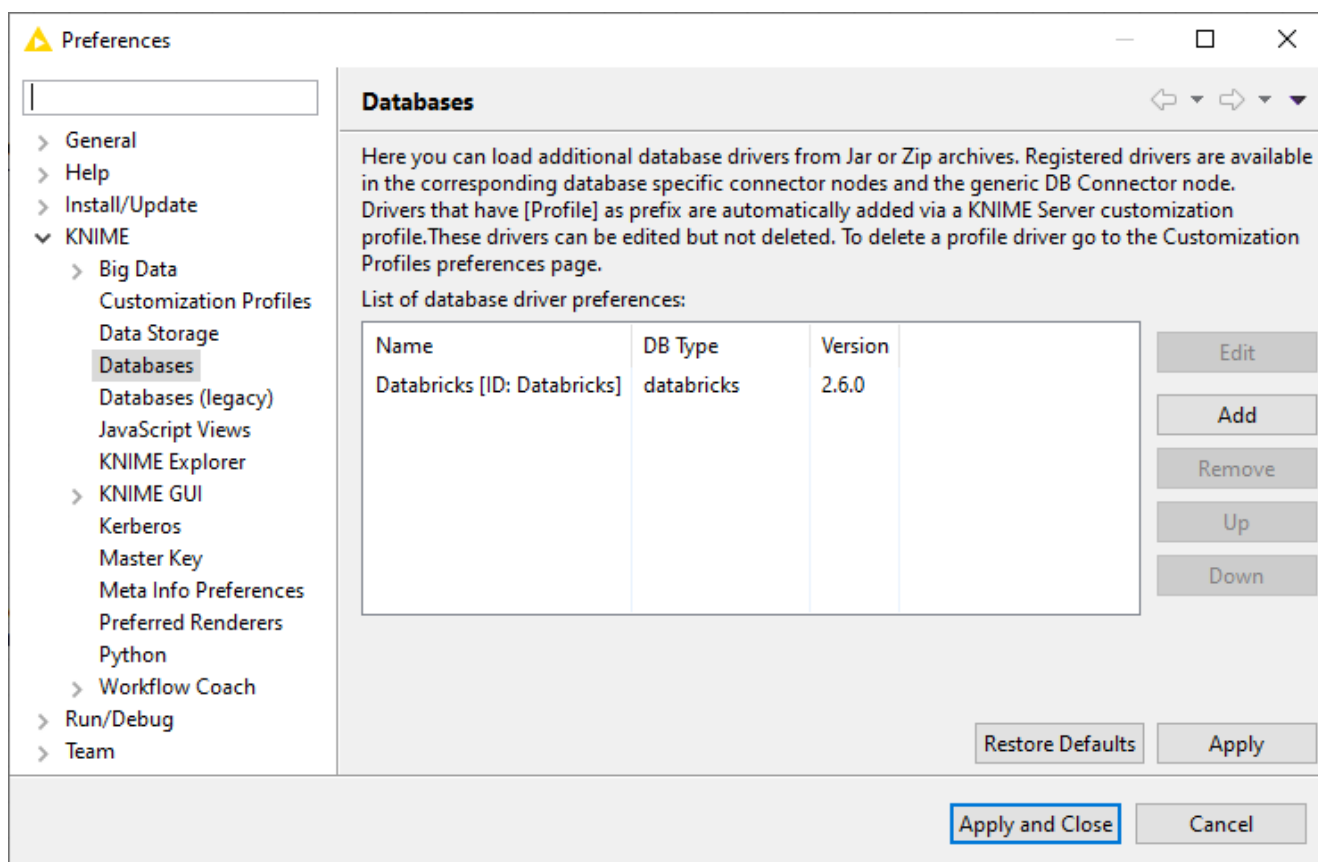 Preferences
General
Help
Install/Update
KNIME
Big Data
Customization Profiles
Data Storage
Databases
Databases (legacy)
JavaScript Views
KNIME Explorer
KNIME GUI
Kerberos
Master Key
Meta Info Preferences
Preferred Renderers
Python
Workflow Coach
Run/Debug
Team
Databases
Here you can load additional database drivers from Jar or Zip archives. Registered drivers are available
in the corresponding database specific connector nodes and the generic DB Connector node.
Drivers that have [Profile] as prefix are automatically added via a KNIME Server customization
profile.These drivers can be edited but not deleted. To delete a profile driver go to the Customization
Profiles preferences page.
List of database driver preferences:
Name DB Type Version
Databricks [ID: Databricks] databricks 2.6.0
Edit
Add
Remove
Up
Down
Restore Defaults Apply
Apply and Close Cancel